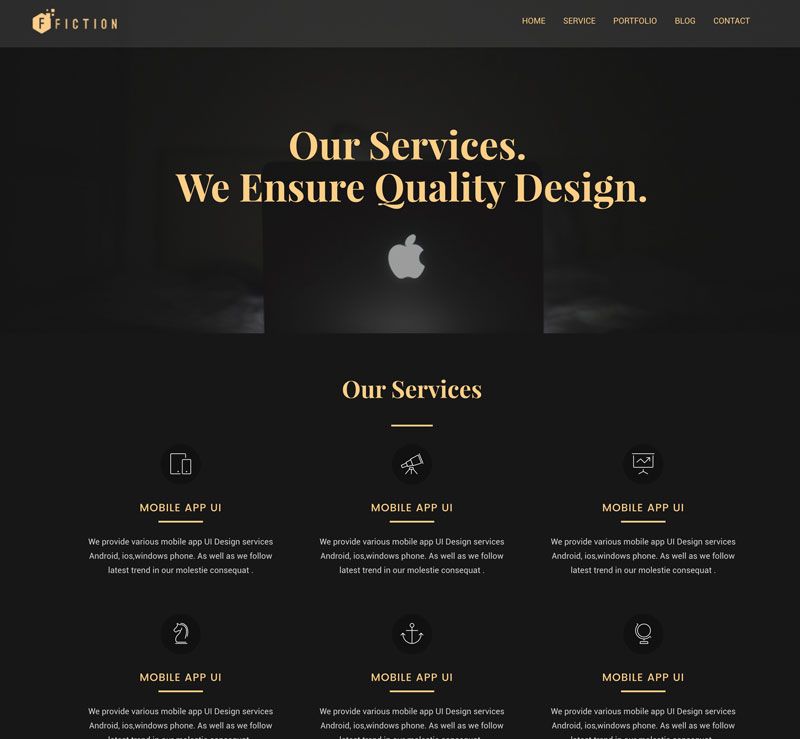 F FICTION
HOME SERVICE PORTFOLIO BLOG CONTACT
Our Services.
We Ensure Quality Design.
Our Services
MOBILE APP UI
We provide various mobile app UI Design services
Android, ios,windows phone. As well as we follow
latest trend in our molestie consequat .
MOBILE APP UI
We provide various mobile app UI Design services
Android, ios,windows phone. As well as we follow
latest trend in our molestie consequat .
MOBILE APP UI
We provide various mobile app UI Design services
Android, ios,windows phone. As well as we follow
latest trend in our molestie consequat .
MOBILE APP UI
We provide various mobile app UI Design services
Android, ios,windows phone. As well as we follow
MOBILE APP UI
We provide various mobile app UI Design services
Android, ios,windows phone. As well as we follow
MOBILE APP UI
We provide various mobile app UI Design services
Android, ios,windows phone. As well as we follow